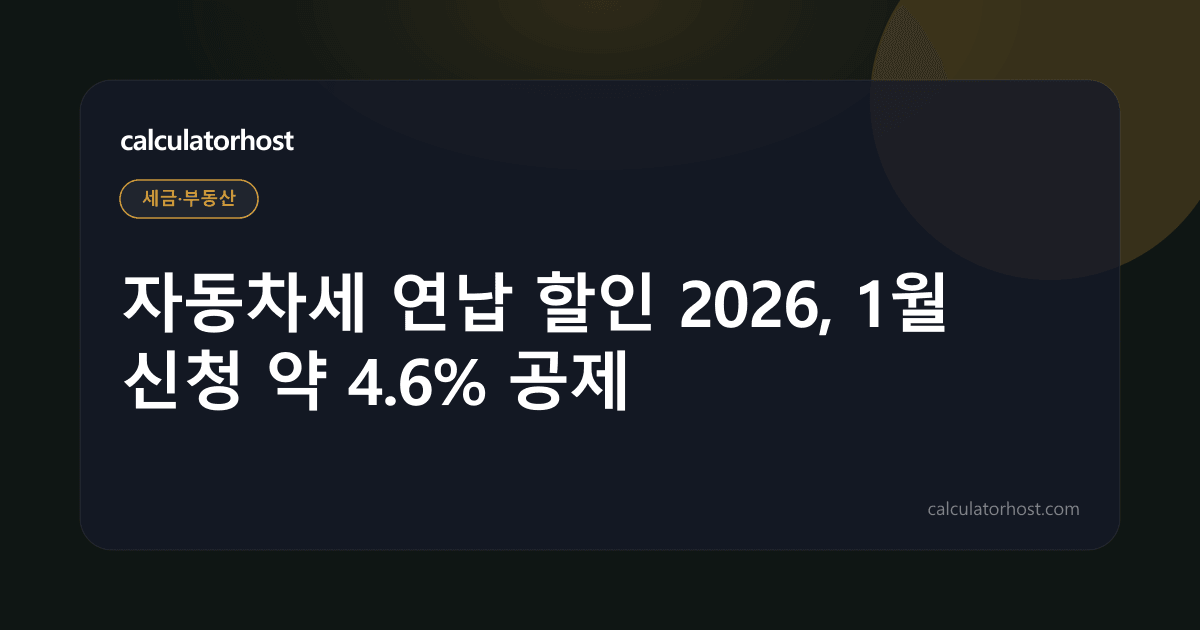 calculatorhost
세금·부동산
자동차세 연납 할인 2026, 1월
신청 약 4.6% 공제
calculatorhost.com